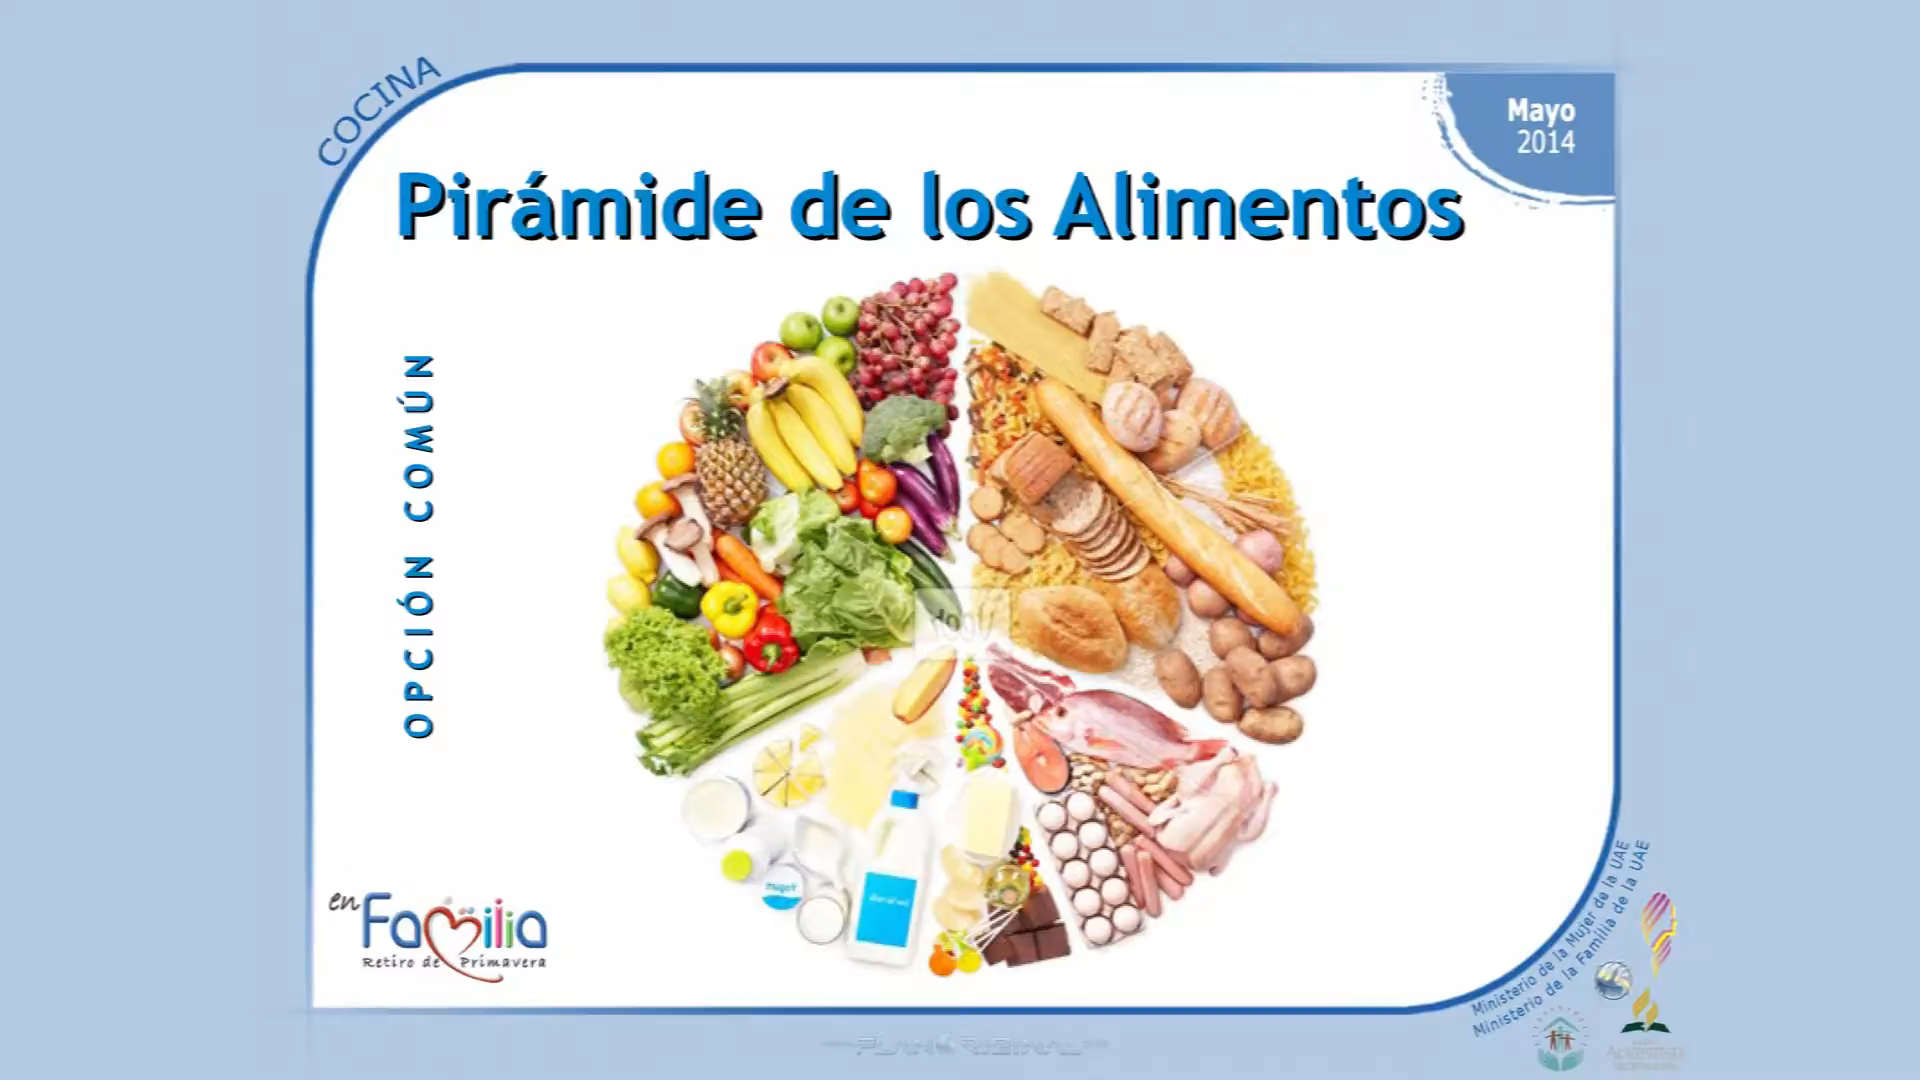 COCINA
Mayo
2014
Pirámide de los Alimentos
OPCIÓN COMÚN
en Familia
Retiro de Primavera
Ministerio de la Mujer de la UAE
Ministerio de la Familia de la UAE